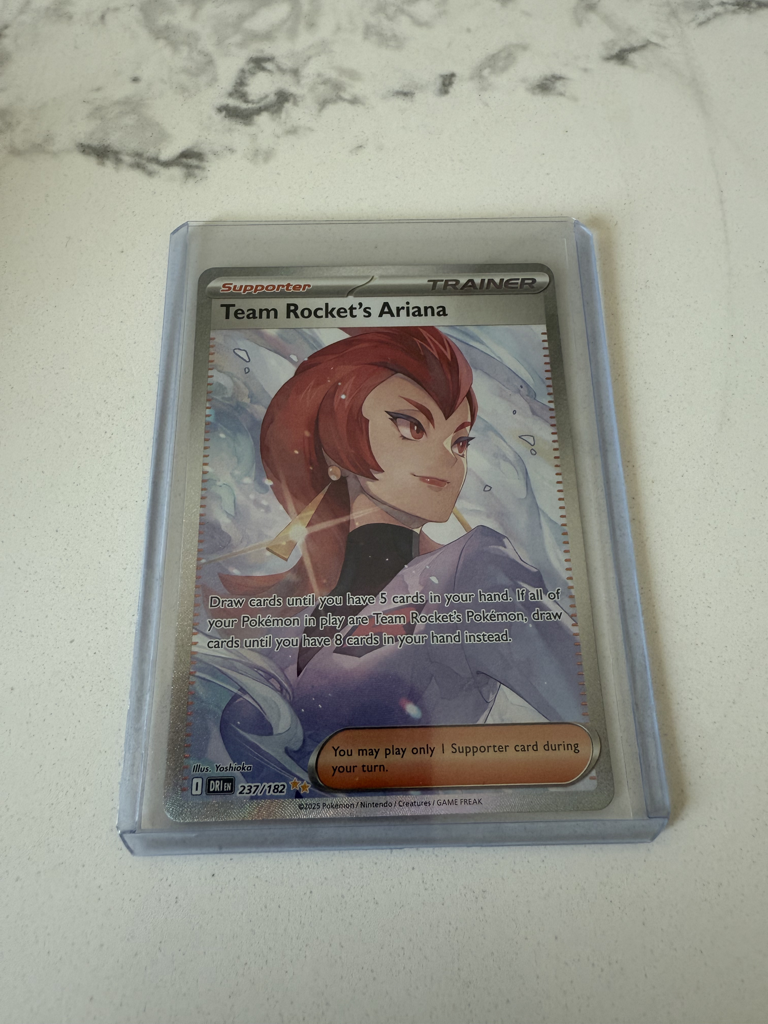 Supporter TRAINER
Team Rocket's Ariana
Draw cards until you have 5 cards in your hand. If all of
your Pokémon in play are Team Rocket's Pokémon, draw
cards until you have 8 cards in your hand instead.
You may play only 1 Supporter card during
your turn.
Illus. Yoshioka
I DRI EN 237/182
©2025 Pokémon / Nintendo / Creatures / GAME FREAK